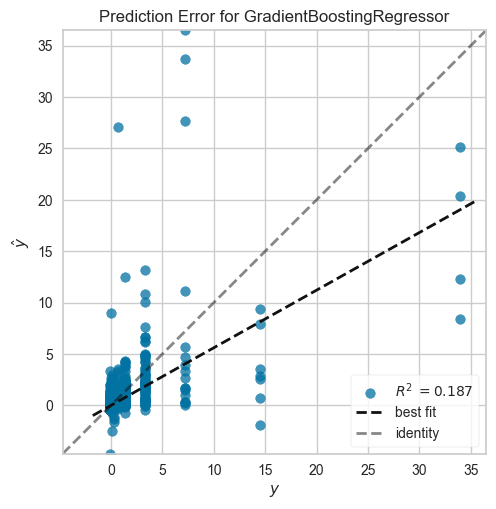 Prediction Error for GradientBoostingRegressor
35
30
25
20
15
10
5
0
ŷ
0 5 10 15 20 25 30 35
y
R² = 0.187
best fit
identity